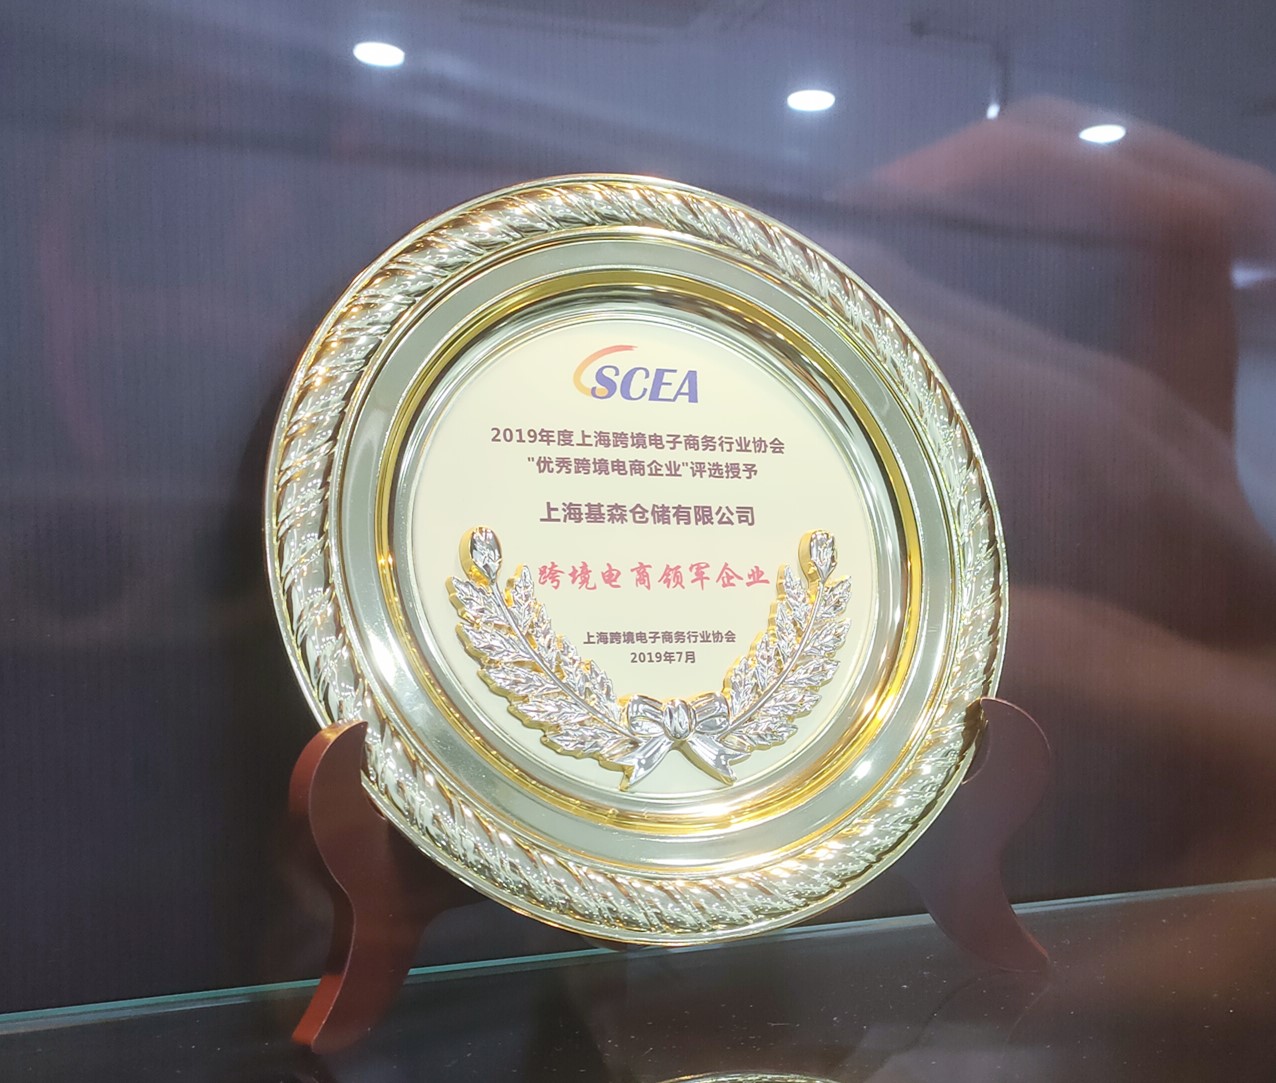 SCEA
2019年度上海跨境电子商务行业协会
"优秀跨境电商企业"评选授予
上海基森仓储有限公司
跨境电商领军企业
上海跨境电子商务行业协会
2019年7月